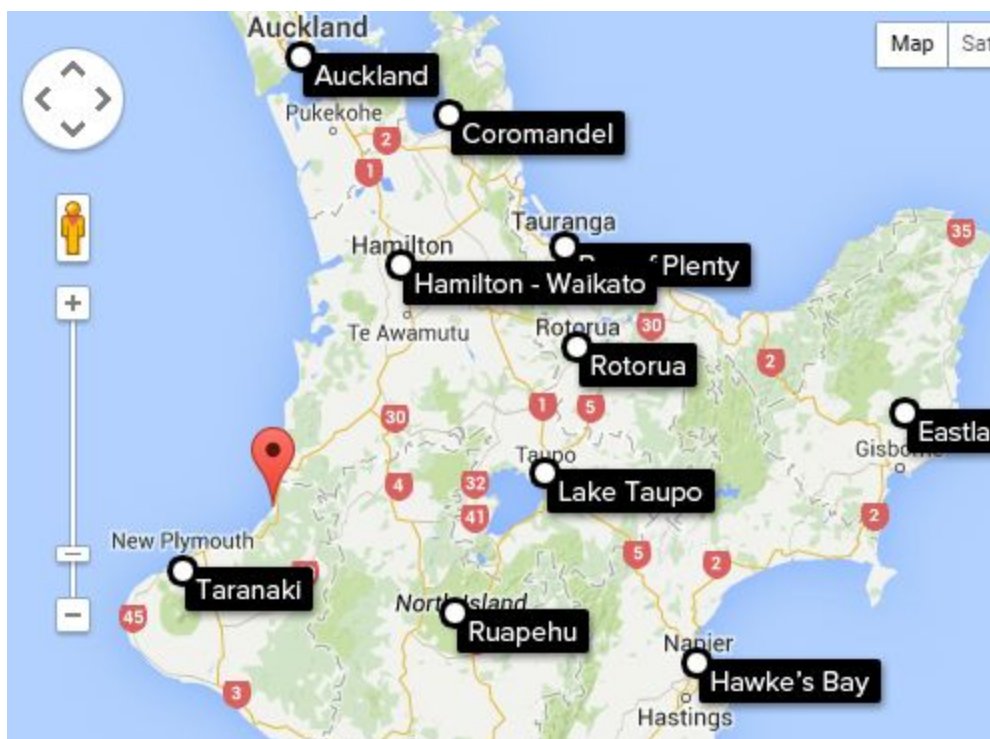 Auckland
Map
Sat
Auckland
Pukekohe
Coromandel
2
1
Tauranga
35
Hamilton
Plenty
Hamilton - Waikato
Te Awamutu
Rotorua
30
Rotorua
2
1
5
30
Eastla
Gisborne
Taupo
4
32
Lake Taupo
41
2
New Plymouth
5
2
Taranaki
North Island
45
Ruapehu
Napier
Hawke's Bay
3
Hastings